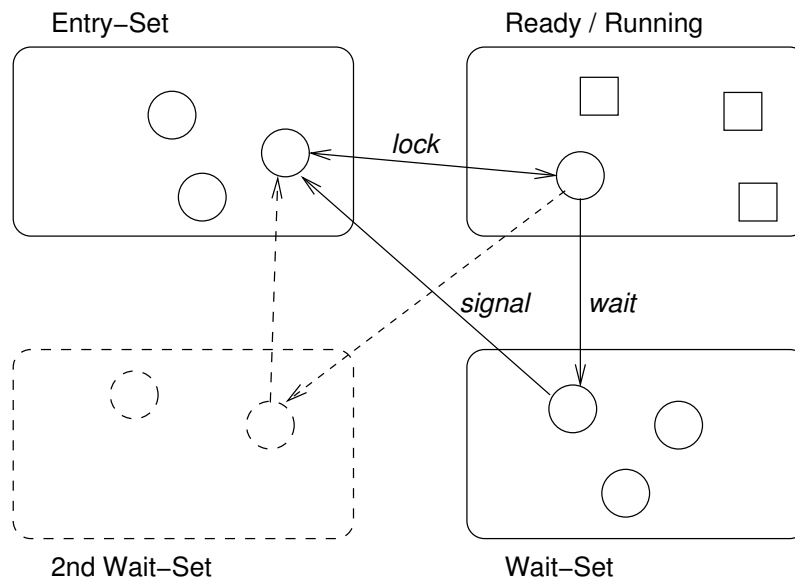 Entry–Set
Ready / Running
lock
signal
wait
2nd Wait–Set
Wait–Set